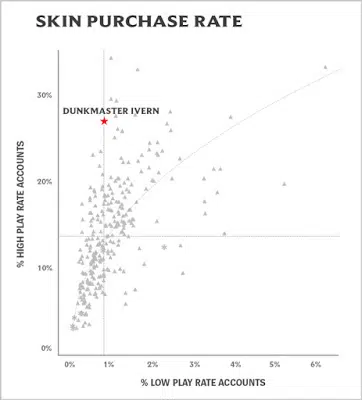 SKIN PURCHASE RATE
DUNKMASTER IVERN
% HIGH PLAY RATE ACCOUNTS
30%
20%
10%
0%
0% 1% 2% 3% 4% 5% 6%
% LOW PLAY RATE ACCOUNTS